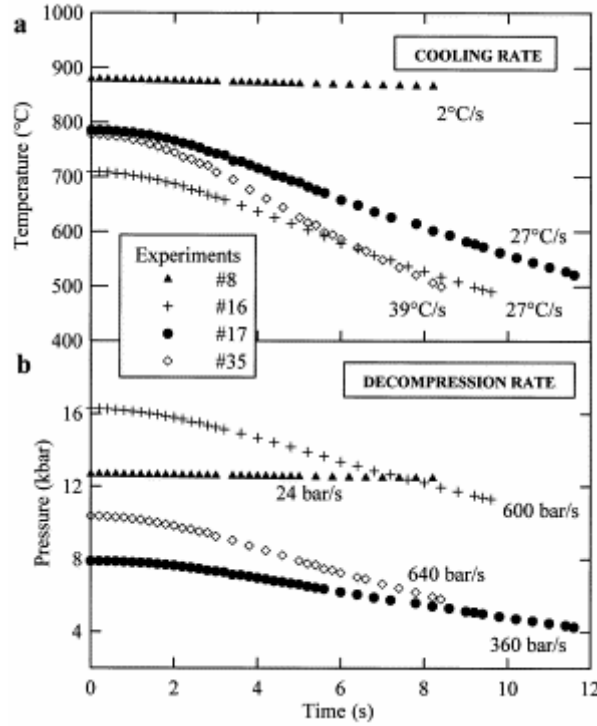 a
1000
900
800
700
600
500
400
Temperature (°C)
COOLING RATE
2°C/s
27°C/s
39°C/s
27°C/s
Experiments
#8
#16
#17
#35
b
DECOMPRESSION RATE
16
12
8
4
Pressure (kbar)
24 bar/s
600 bar/s
640 bar/s
360 bar/s
0 2 4 6 8 10 12
Time (s)